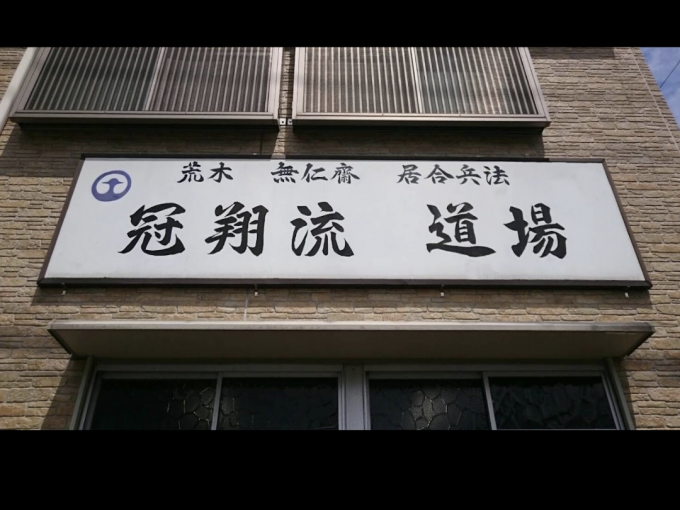 荒木 無仁齋 居合兵法
冠翔流 道場